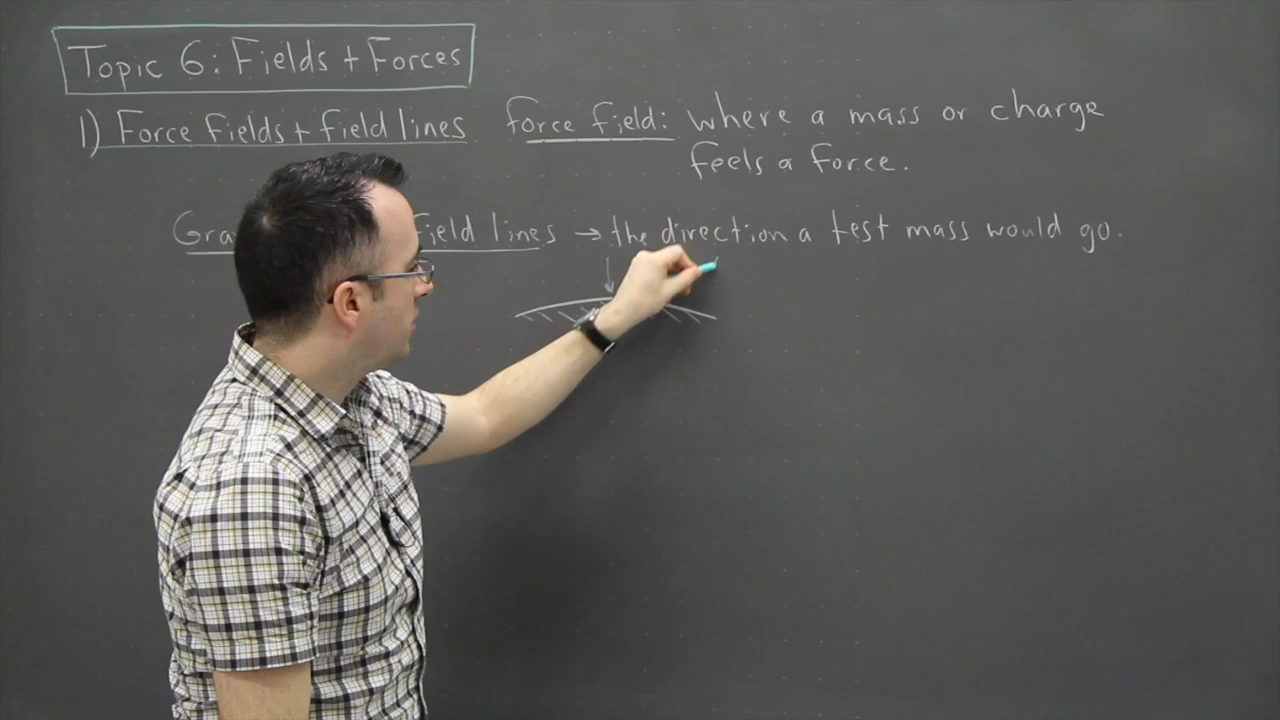 Topic 6: Fields + Forces
1) Force fields + field lines force field: where a mass or charge
feels a force.
Field lines → the direction a test mass would go.